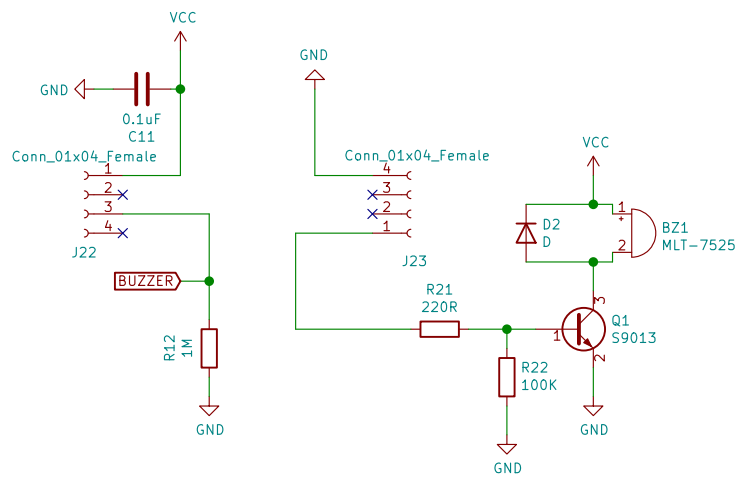 VCC
GND
0.1uF
C11
Conn_01x04_Female
1
2
3
4
J22
BUZZER
R12
1M
GND
GND
Conn_01x04_Female
4
3
2
1
J23
R21
220R
R22
100K
GND
VCC
D2
D
1
+
2
BZ1
MLT-7525
3
Q1
S9013
1
2
GND